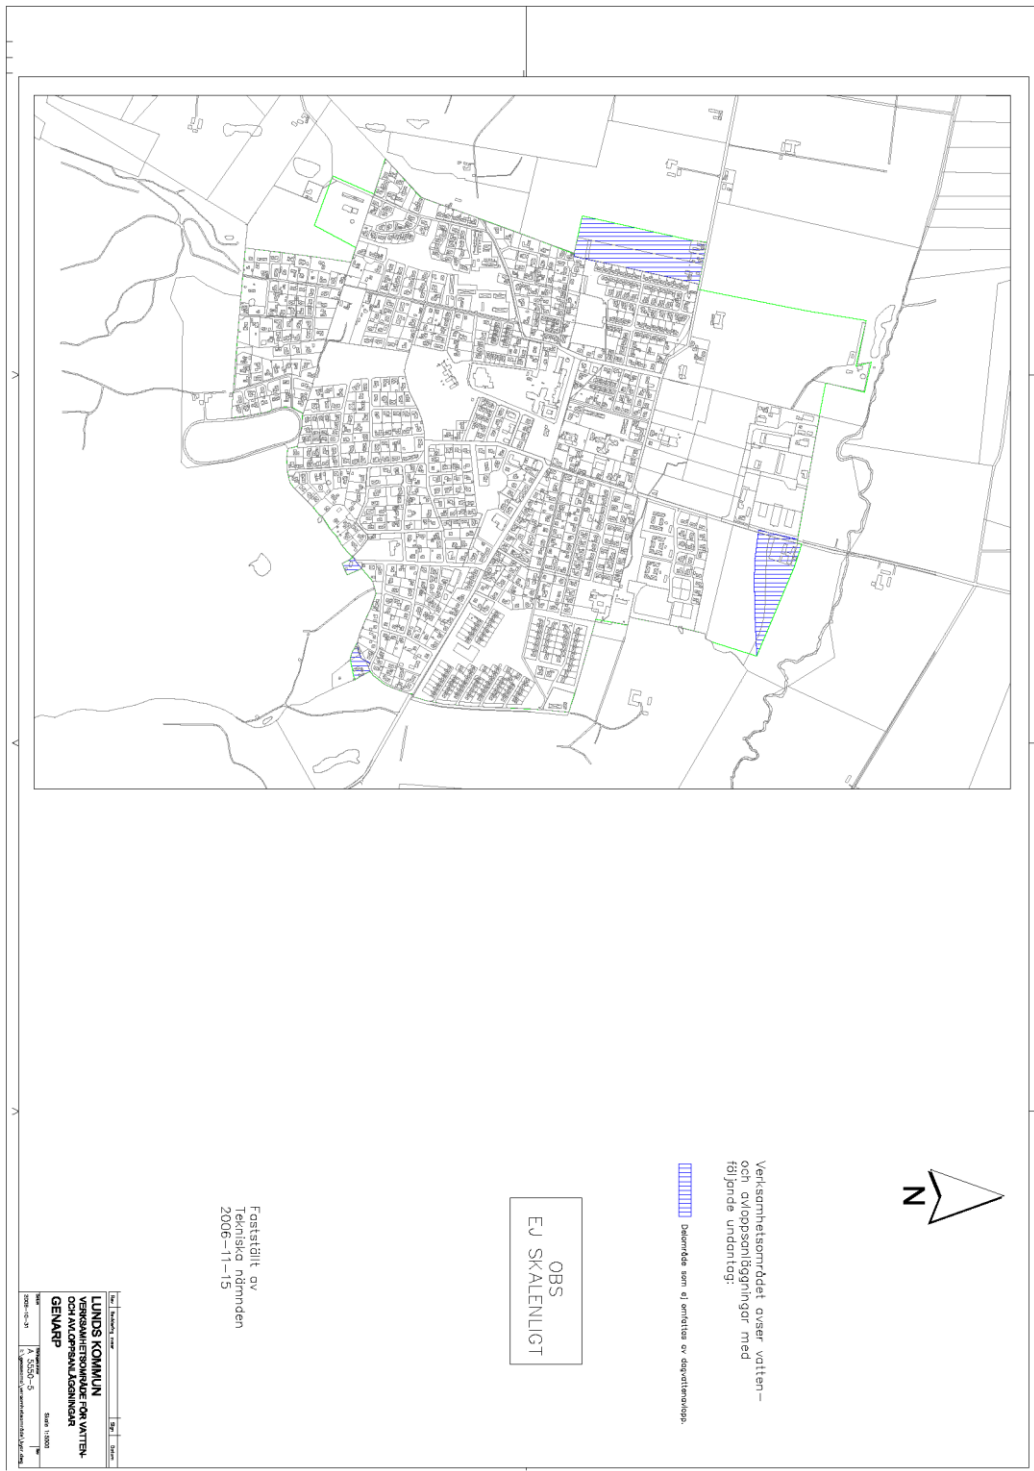 N
Verksamhetsområdet avser vatten-
och avloppsanläggningar med
följande undantag:
Delområde som ej omfattas av dagvattenavlopp.
OBS
EJ SKALENLIGT
Fastställt av
Tekniska nämnden
2006-11-15
LUNDS KOMMUN
VERKSAMHETSOMRÅDE FÖR VATTEN-
OCH AVLOPPSANLÄGGNINGAR
GENARP
Skala 1:5000
A 5550-5